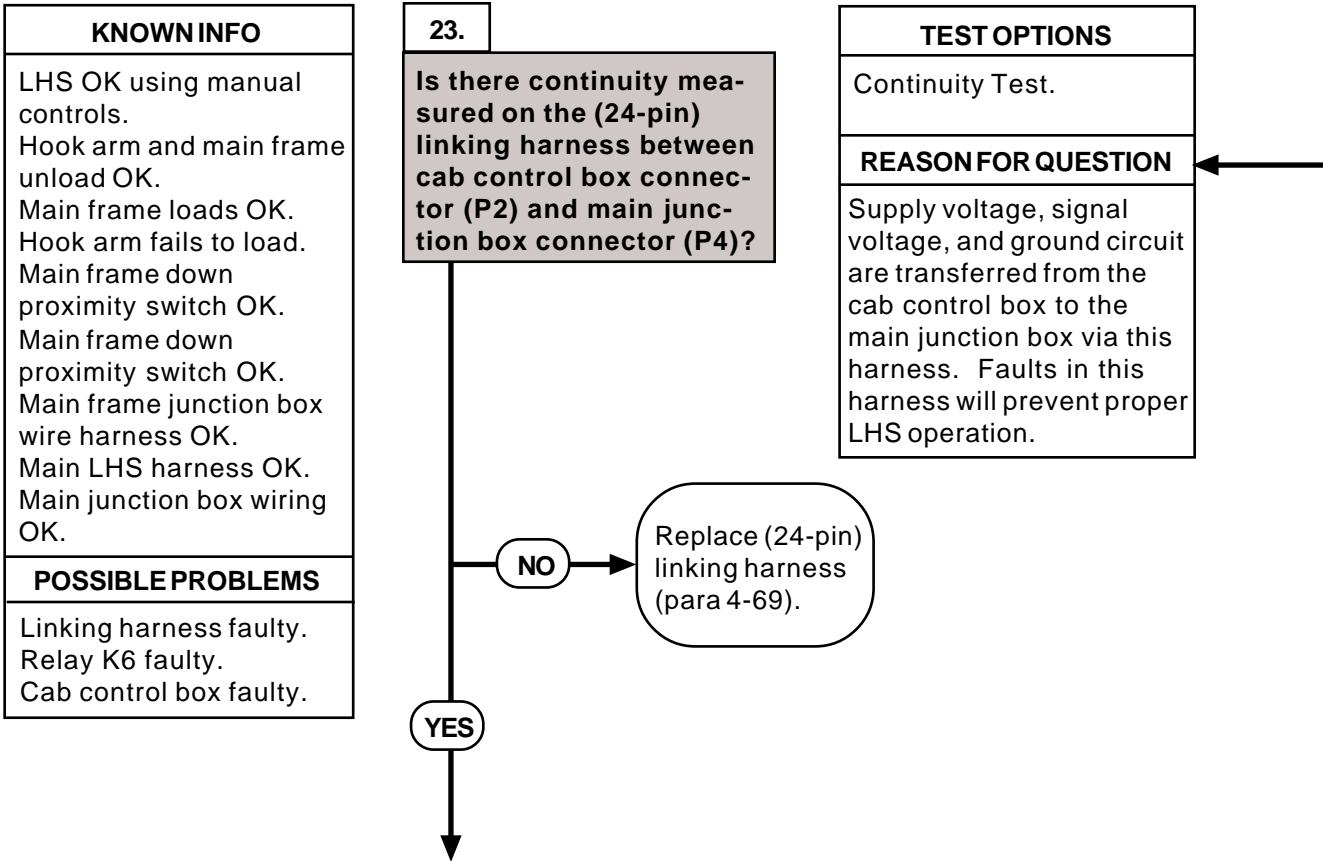 KNOWN INFO
LHS OK using manual
controls.
Hook arm and main frame
unload OK.
Main frame loads OK.
Hook arm fails to load.
Main frame down
proximity switch OK.
Main frame down
proximity switch OK.
Main frame junction box
wire harness OK.
Main LHS harness OK.
Main junction box wiring
OK.
POSSIBLE PROBLEMS
Linking harness faulty.
Relay K6 faulty.
Cab control box faulty.
23.
Is there continuity mea-
sured on the (24-pin)
linking harness between
cab control box connec-
tor (P2) and main junc-
tion box connector (P4)?
NO
Replace (24-pin)
linking harness
(para 4-69).
YES
TEST OPTIONS
Continuity Test.
REASON FOR QUESTION
Supply voltage, signal
voltage, and ground circuit
are transferred from the
cab control box to the
main junction box via this
harness. Faults in this
harness will prevent proper
LHS operation.